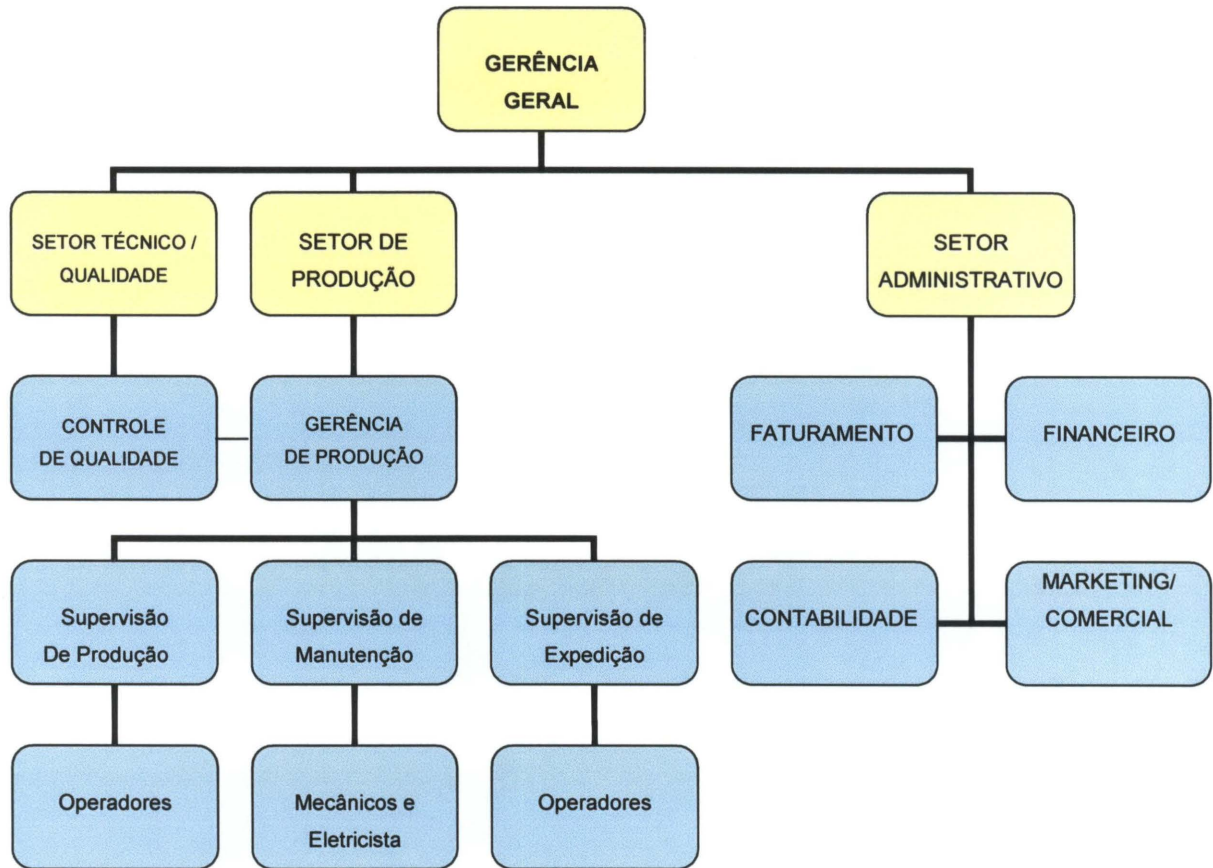 GERÊNCIA
GERAL
SETOR TÉCNICO /
QUALIDADE
SETOR DE
PRODUÇÃO
SETOR
ADMINISTRATIVO
CONTROLE
DE QUALIDADE
GERÊNCIA
DE PRODUÇÃO
FATURAMENTO
FINANCEIRO
Supervisão
De Produção
Supervisão de
Manutenção
Supervisão de
Expedição
CONTABILIDADE
MARKETING/
COMERCIAL
Operadores
Mecânicos e
Eletricista
Operadores